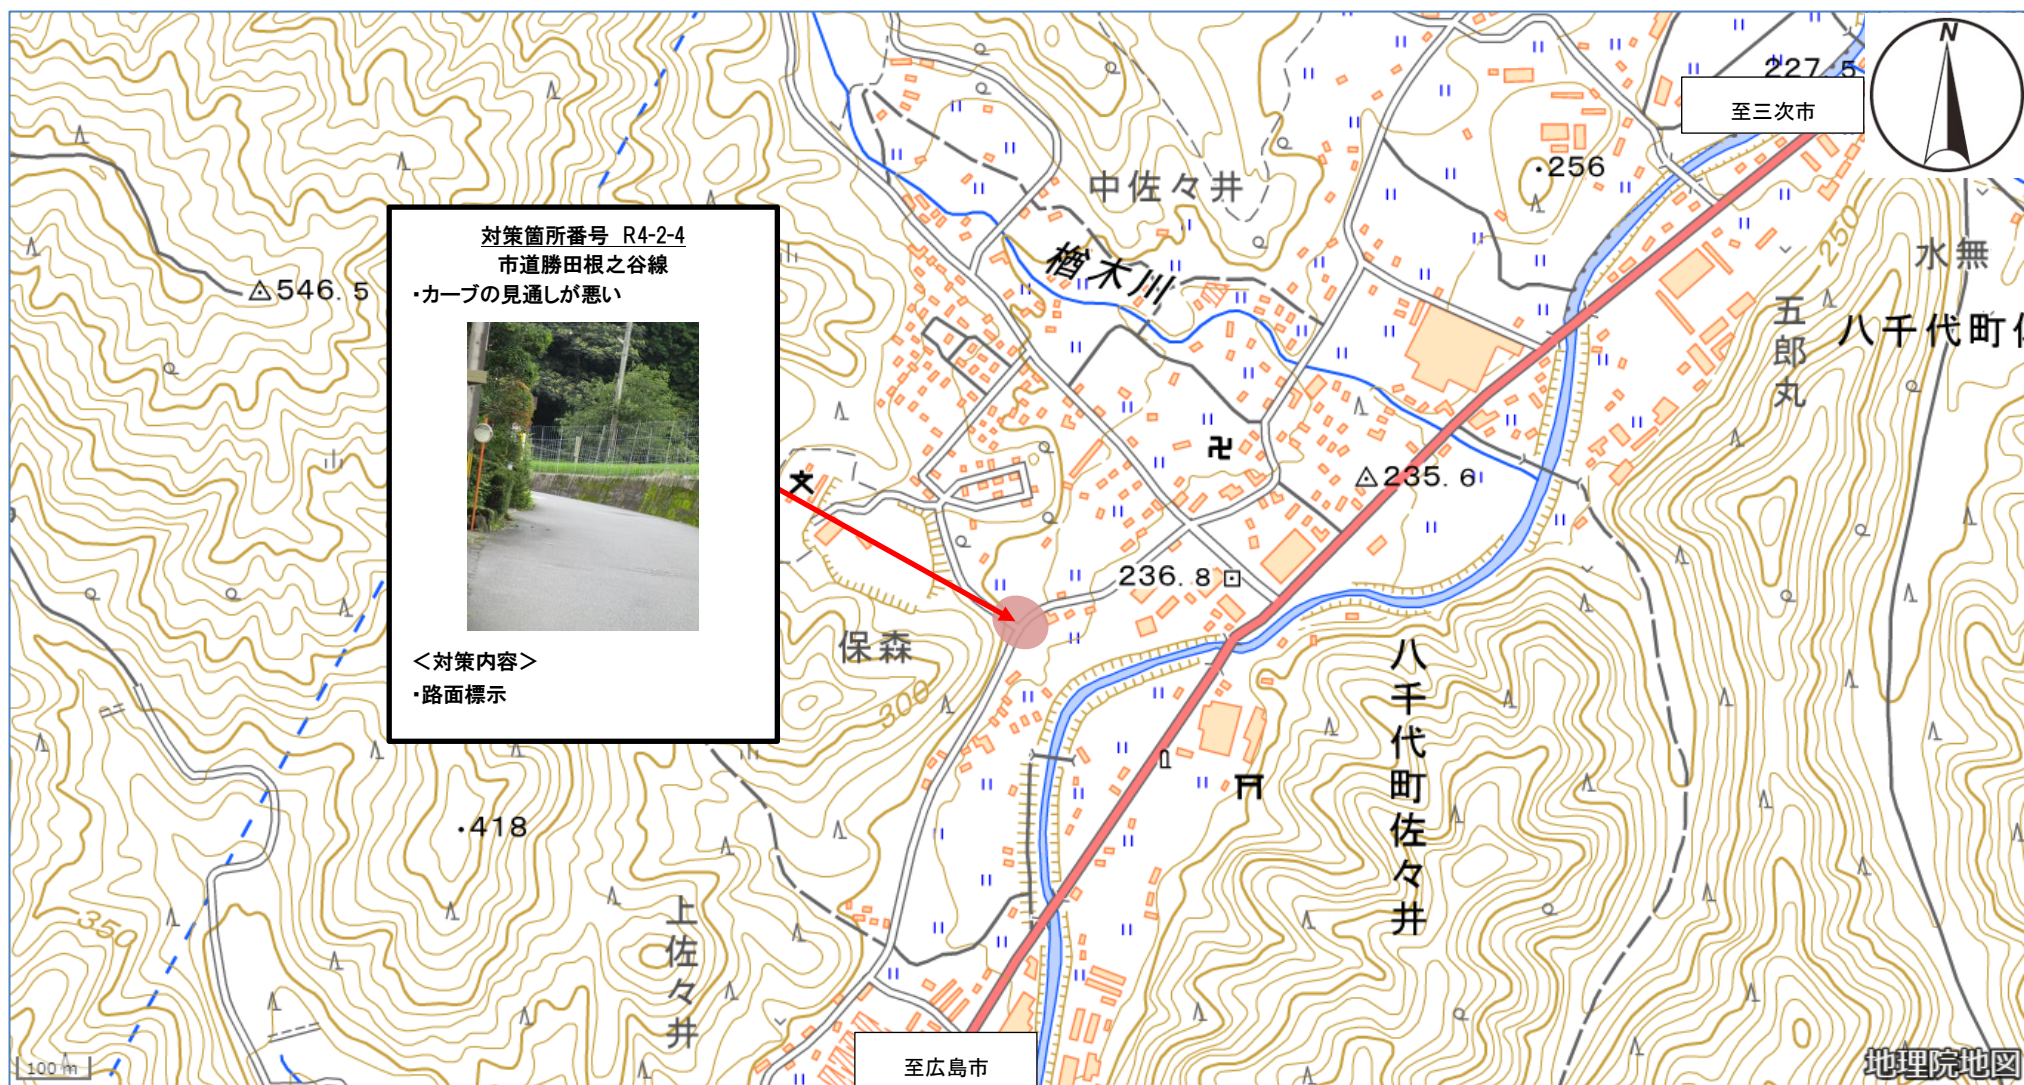 N
227.5
至三次市
・256
中佐々井
250
水無
楢木川
対策箇所番号 R4-2-4
市道勝田根之谷線
・カーブの見通しが悪い
546.5
五郎丸
八千代町
235.6
236.8
保森
300
＜対策内容＞
・路面標示
八千代町佐々井
・418
350
上佐々井
100 m
至広島市
地理院地図